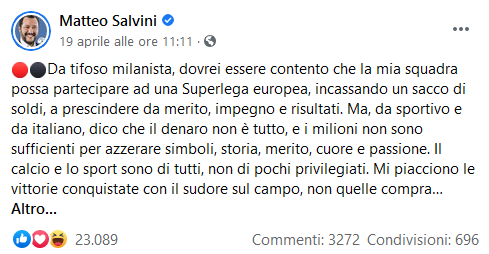 Matteo Salvini
19 aprile alle ore 11:11 ·
🔴⚫Da tifoso milanista, dovrei essere contento che la mia squadra
possa partecipare ad una Superlega europea, incassando un sacco di
soldi, a prescindere da merito, impegno e risultati. Ma, da sportivo e
da italiano, dico che il denaro non è tutto, e i milioni non sono
sufficienti per azzerare simboli, storia, merito, cuore e passione. Il
calcio e lo sport sono di tutti, non di pochi privilegiati. Mi piacciono le
vittorie conquistate con il sudore sul campo, non quelle compra...
Altro...
23.089 Commenti: 3272 Condivisioni: 696